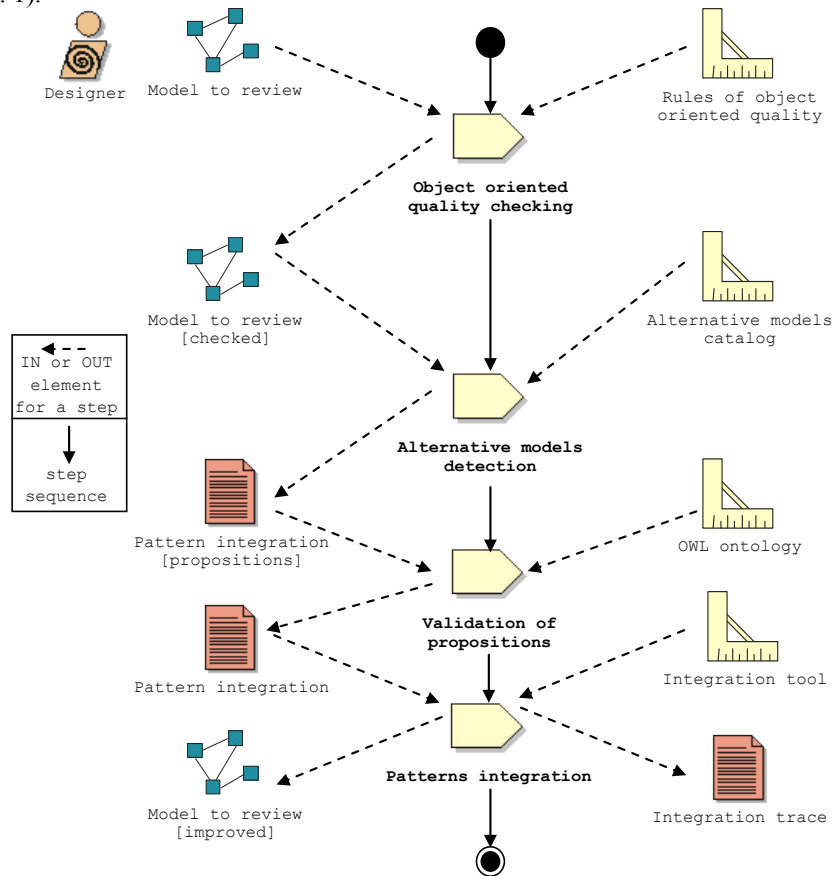 . 1).
Designer
Model to review
Rules of object
oriented quality
Object oriented
quality checking
Model to review
[checked]
Alternative models
catalog
IN or OUT
element
for a step
step
sequence
Alternative models
detection
Pattern integration
[propositions]
OWL ontology
Validation of
propositions
Pattern integration
Integration tool
Patterns integration
Model to review
[improved]
Integration trace